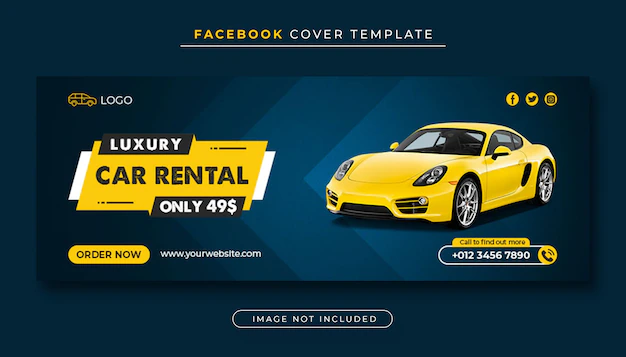 FACEBOOK COVER TEMPLATE
LOGO
LUXURY
CAR RENTAL
ONLY 49$
ORDER NOW
www.yourwebsite.com
Call to find out more
+012 3456 7890
IMAGE NOT INCLUDED